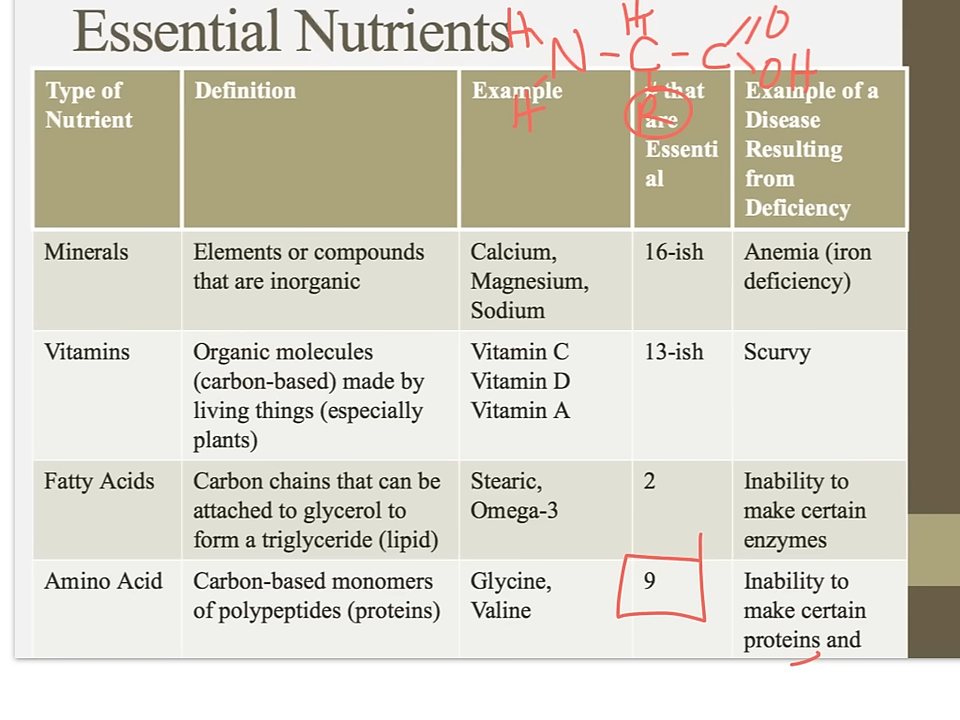 Essential Nutrients
H
H
N - C - C
O
OH
H
R
Type of
Nutrient
Definition
Example
# that
are
Essenti
al
Example of a
Disease
Resulting
from
Deficiency
Minerals
Elements or compounds
that are inorganic
Calcium,
Magnesium,
Sodium
16-ish
Anemia (iron
deficiency)
Vitamins
Organic molecules
(carbon-based) made by
living things (especially
plants)
Vitamin C
Vitamin D
Vitamin A
13-ish
Scurvy
Fatty Acids
Carbon chains that can be
attached to glycerol to
form a triglyceride (lipid)
Stearic,
Omega-3
2
Inability to
make certain
enzymes
Amino Acid
Carbon-based monomers
of polypeptides (proteins)
Glycine,
Valine
9
Inability to
make certain
proteins and